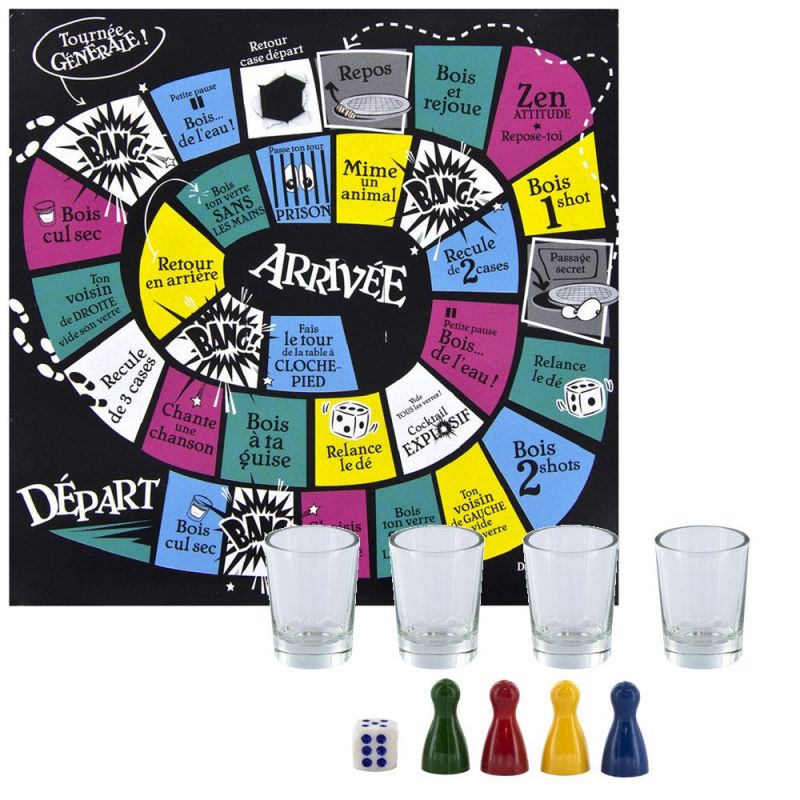 Tournée
GÉNÉRALE !
BANG!
Petite pause
Bois...
de l'eau !
Retour
case départ
Repos
Bois
et
rejoue
Zen
ATTITUDE
Repose-toi
Bois
1 shot
Passage
secret
Relance
le dé
Bois
2 shots
Ton
voisin
de GAUCHE
vide
verre
Bois
ton verre
BANG!
Bois
cul sec
DÉPART
Bois
cul sec
Ton
voisin
de DROITE
vide son verre
Recule
de 3 cases
Chante
une
chanson
Bois
à ta
guise
Relance
le dé
Vide
TOUS les verres !
Cocktail
EXPLOSIF
Petite pause
Bois...
de l'eau !
Recule
de 2 cases
BANG!
Mime
un
animal
Passe ton tour
PRISON
Bois
ton verre
SANS
LES MAINS
Retour
en arrière
BANG!
Fais
le tour
de la table à
CLOCHE-
PIED
ARRIVÉE